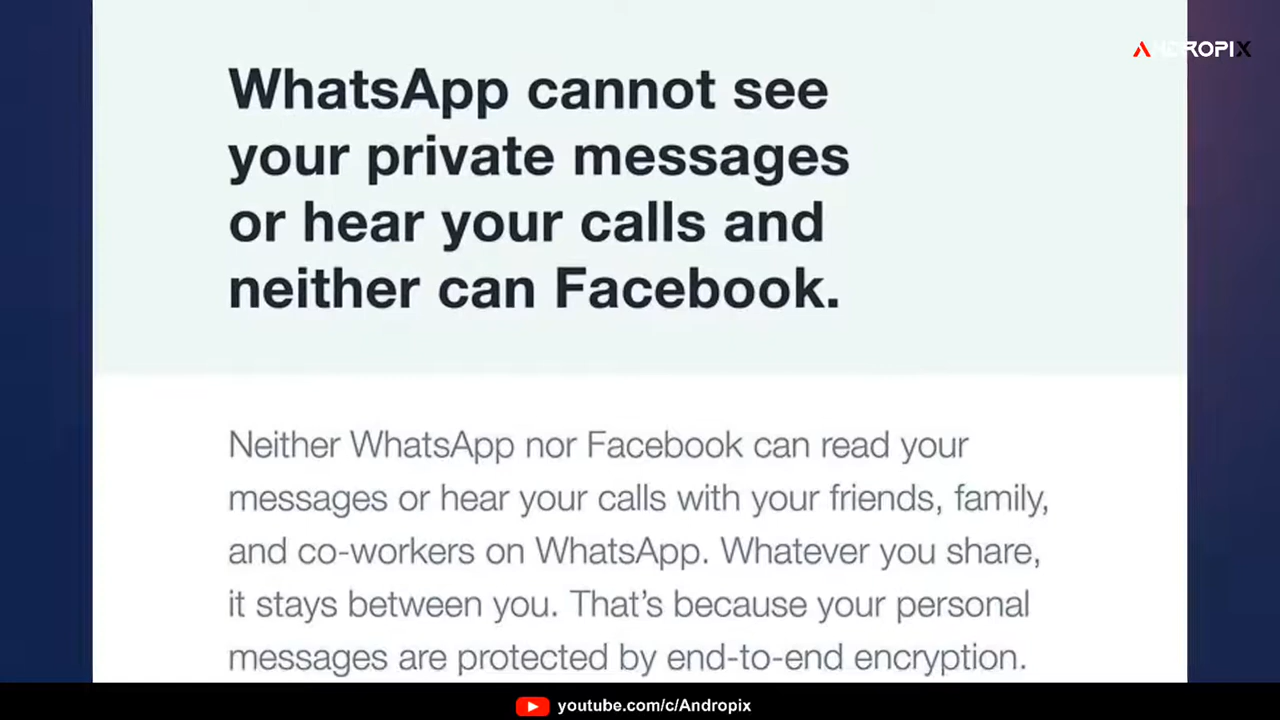 ANDROPIX
WhatsApp cannot see
your private messages
or hear your calls and
neither can Facebook.
Neither WhatsApp nor Facebook can read your
messages or hear your calls with your friends, family,
and co-workers on WhatsApp. Whatever you share,
it stays between you. That’s because your personal
messages are protected by end-to-end encryption.
youtube.com/c/Andropix